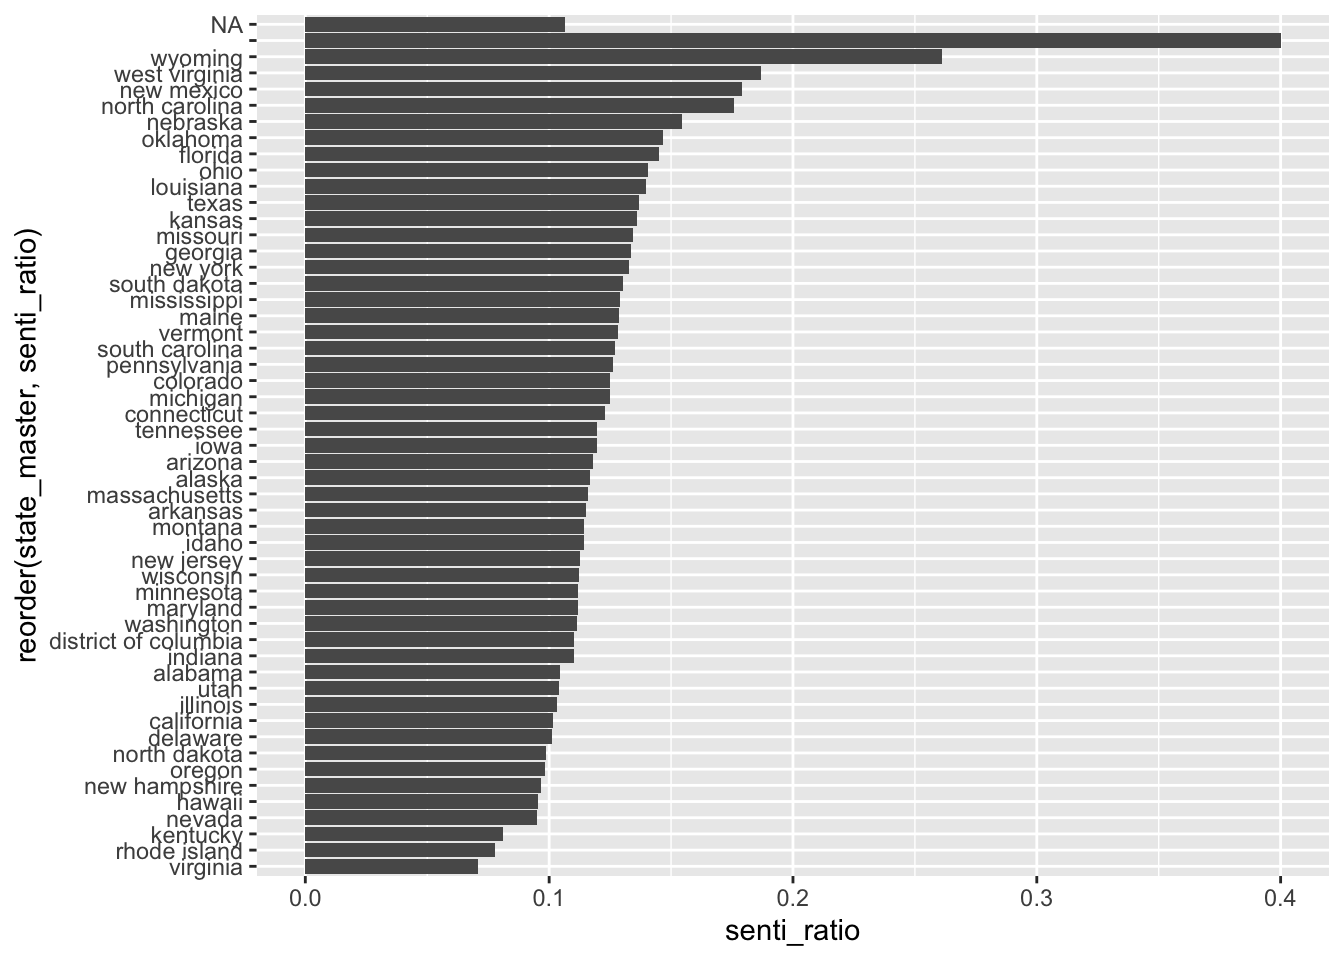 reorder(state_master, senti_ratio)
NA
wyoming
west virginia
new mexico
north carolina
nebraska
oklahoma
florida
ohio
louisiana
texas
kansas
missouri
georgia
new york
south dakota
mississippi
maine
vermont
south carolina
pennsylvania
colorado
michigan
connecticut
tennessee
iowa
arizona
alaska
massachusetts
arkansas
montana
idaho
new jersey
wisconsin
minnesota
maryland
washington
district of columbia
indiana
alabama
utah
illinois
california
delaware
north dakota
oregon
new hampshire
hawaii
nevada
kentucky
rhode island
virginia
0.0 0.1 0.2 0.3 0.4
senti_ratio